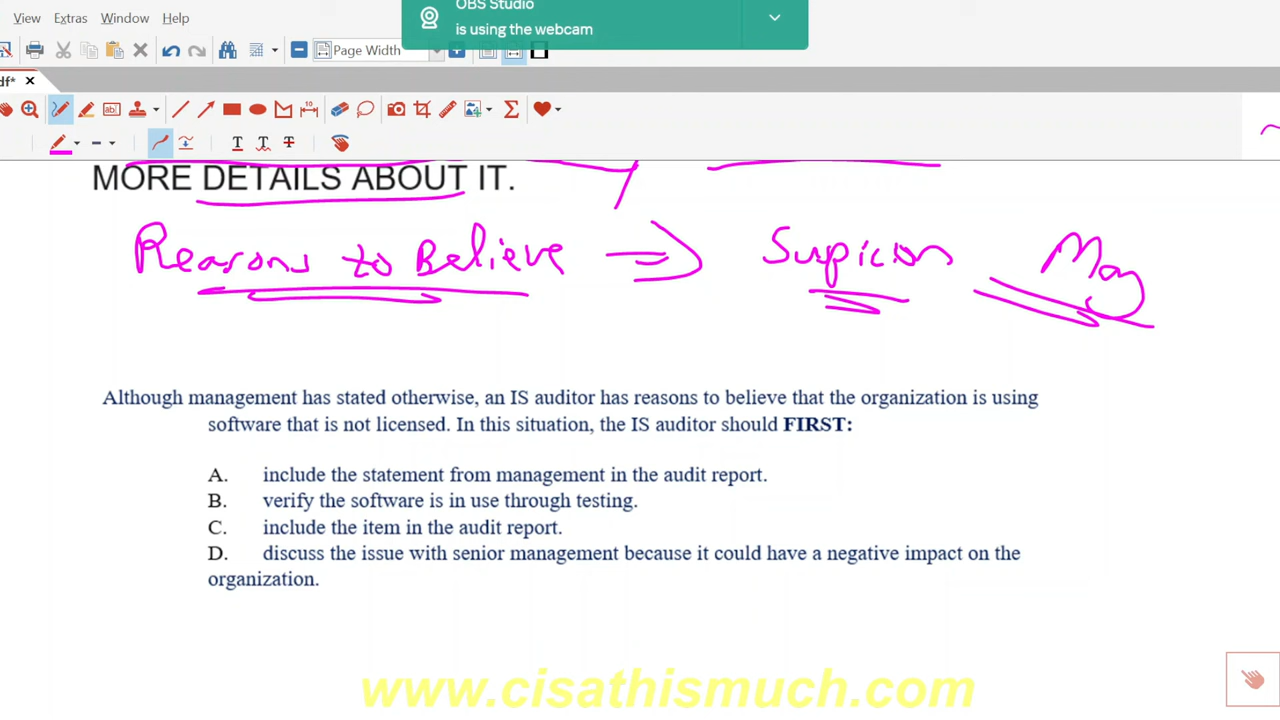 View Extras Window Help
OBS Studio
is using the webcam
Page Width
df* ×
MORE DETAILS ABOUT IT.
Reasons to Believe ⇒ Supicion May
Although management has stated otherwise, an IS auditor has reasons to believe that the organization is using
software that is not licensed. In this situation, the IS auditor should FIRST:
A. include the statement from management in the audit report.
B. verify the software is in use through testing.
C. include the item in the audit report.
D. discuss the issue with senior management because it could have a negative impact on the
organization.
www.cisathismuch.com